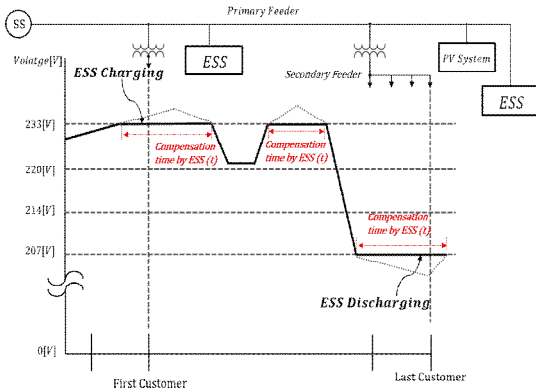 Primary Feeder
SS
Volatge[V]
ESS
PV System
ESS
ESS Charging
Secondary Feeder
233[V]
Compensation
time by ESS(t)
Compensation
time by ESS(t)
220[V]
214[V]
Compensation
time by ESS(t)
207[V]
ESS Discharging
0[V]
First Customer
Last Customer